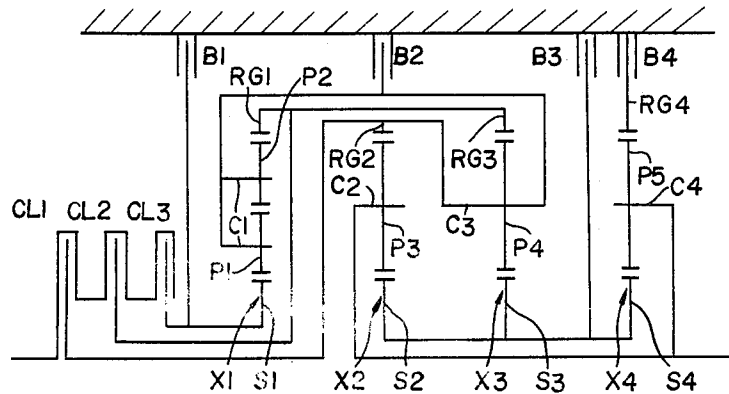 B1 B2 B3 B4
RG1 P2
RG4
RG2 RG3
P5
C2 C4
CL1 CL2 CL3 C1 C3
P1 P3 P4
X1 S1 X2 S2 X3 S3 X4 S4